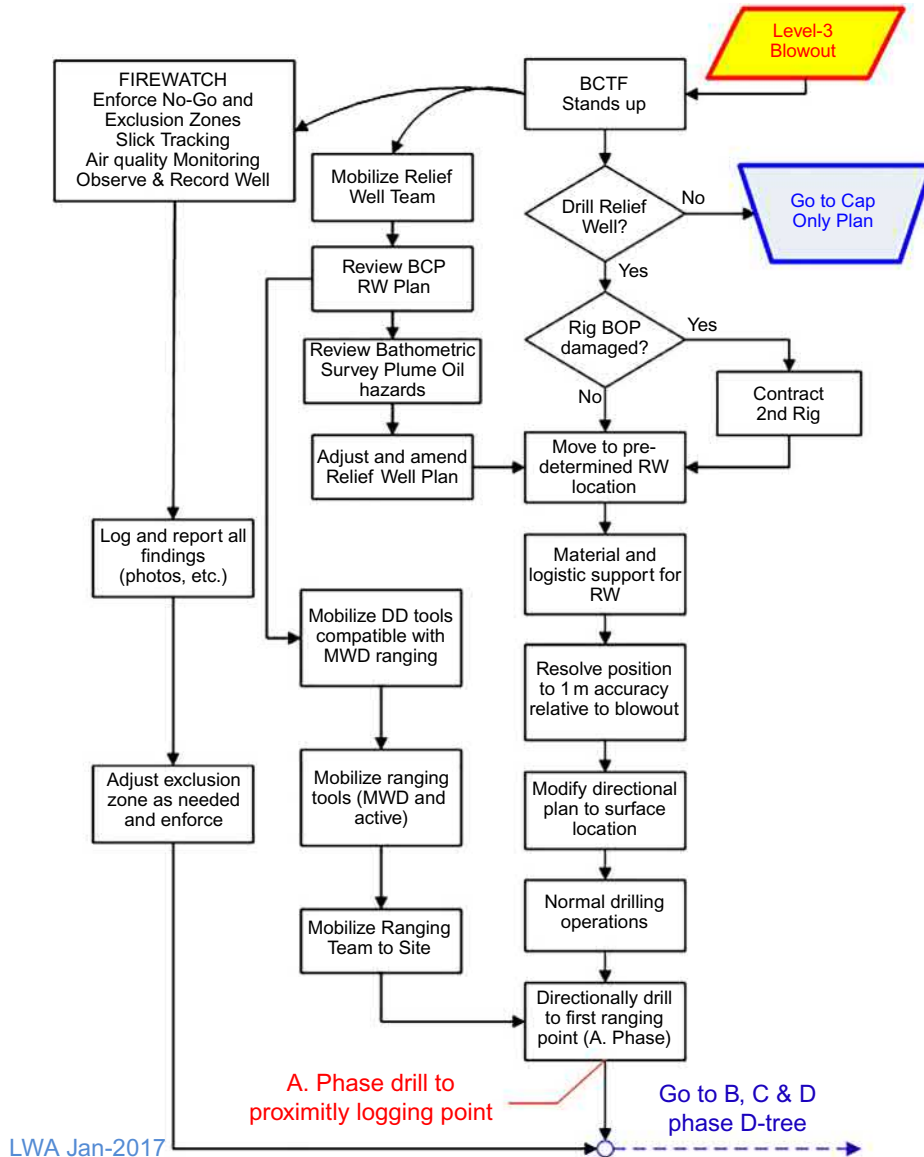 Level-3
Blowout
BCTF
Stands up
FIREWATCH
Enforce No-Go and
Exclusion Zones
Slick Tracking
Air quality Monitoring
Observe & Record Well
Mobilize Relief
Well Team
Drill Relief
Well?
No
Go to Cap
Only Plan
Yes
Review BCP
RW Plan
Rig BOP
damaged?
Yes
No
Review Bathometric
Survey Plume Oil
hazards
Contract
2nd Rig
Adjust and amend
Relief Well Plan
Move to pre-
determined RW
location
Log and report all
findings
(photos, etc.)
Material and
logistic support for
RW
Mobilize DD tools
compatible with
MWD ranging
Resolve position
to 1 m accuracy
relative to blowout
Adjust exclusion
zone as needed
and enforce
Mobilize ranging
tools (MWD and
active)
Modify directional
plan to surface
location
Normal drilling
operations
Mobilize Ranging
Team to Site
Directionally drill
to first ranging
point (A. Phase)
A. Phase drill to
proximitly logging point
Go to B, C & D
phase D-tree
LWA Jan-2017